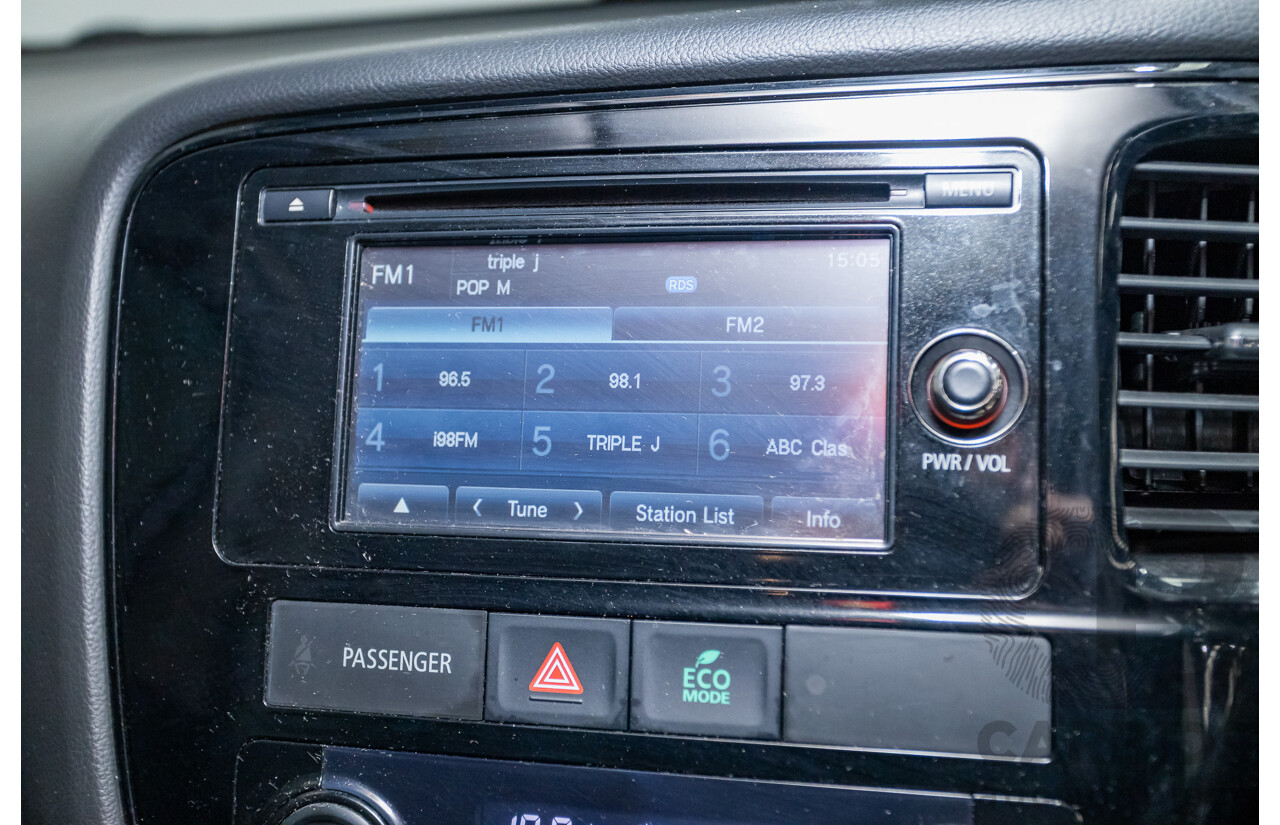 MENU
triple j
FM1
15:05
POP M
RDS
FM1 FM2
1 96.5 2 98.1 3 97.3
4 i98FM 5 TRIPLE J 6 ABC Clas
Tune Station List Info
PWR / VOL
PASSENGER
ECO
MODE